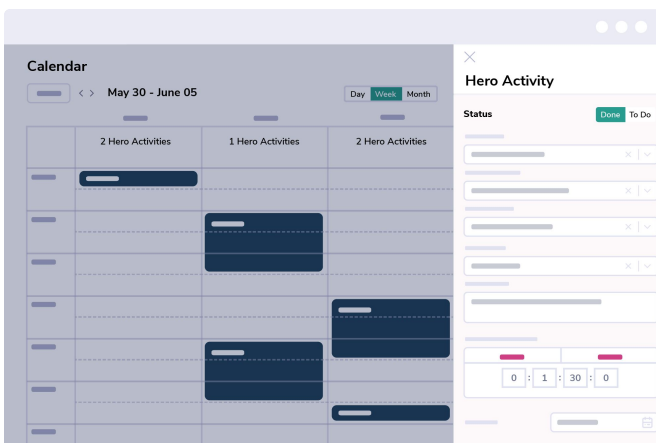 Calendar
< > May 30 - June 05
Day Week Month
2 Hero Activities
1 Hero Activities
2 Hero Activities
Hero Activity
Status
Done To Do
0 : 1 : 30 : 0